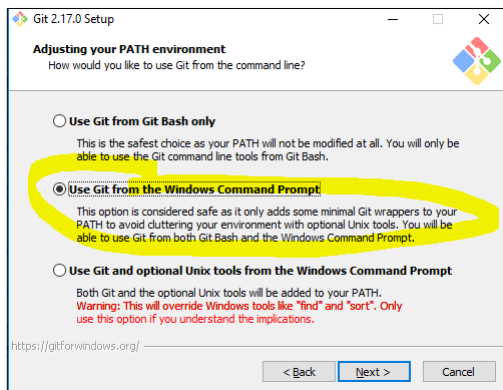 Git 2.17.0 Setup
Adjusting your PATH environment
How would you like to use Git from the command line?
Use Git from Git Bash only
This is the safest choice as your PATH will not be modified at all. You will only be
able to use the Git command line tools from Git Bash.
Use Git from the Windows Command Prompt
This option is considered safe as it only adds some minimal Git wrappers to your
PATH to avoid cluttering your environment with optional Unix tools. You will be
able to use Git from both Git Bash and the Windows Command Prompt.
Use Git and optional Unix tools from the Windows Command Prompt
Both Git and the optional Unix tools will be added to your PATH.
Warning: This will override Windows tools like "find" and "sort". Only
use this option if you understand the implications.
https://gitforwindows.org/
< Back
Next >
Cancel